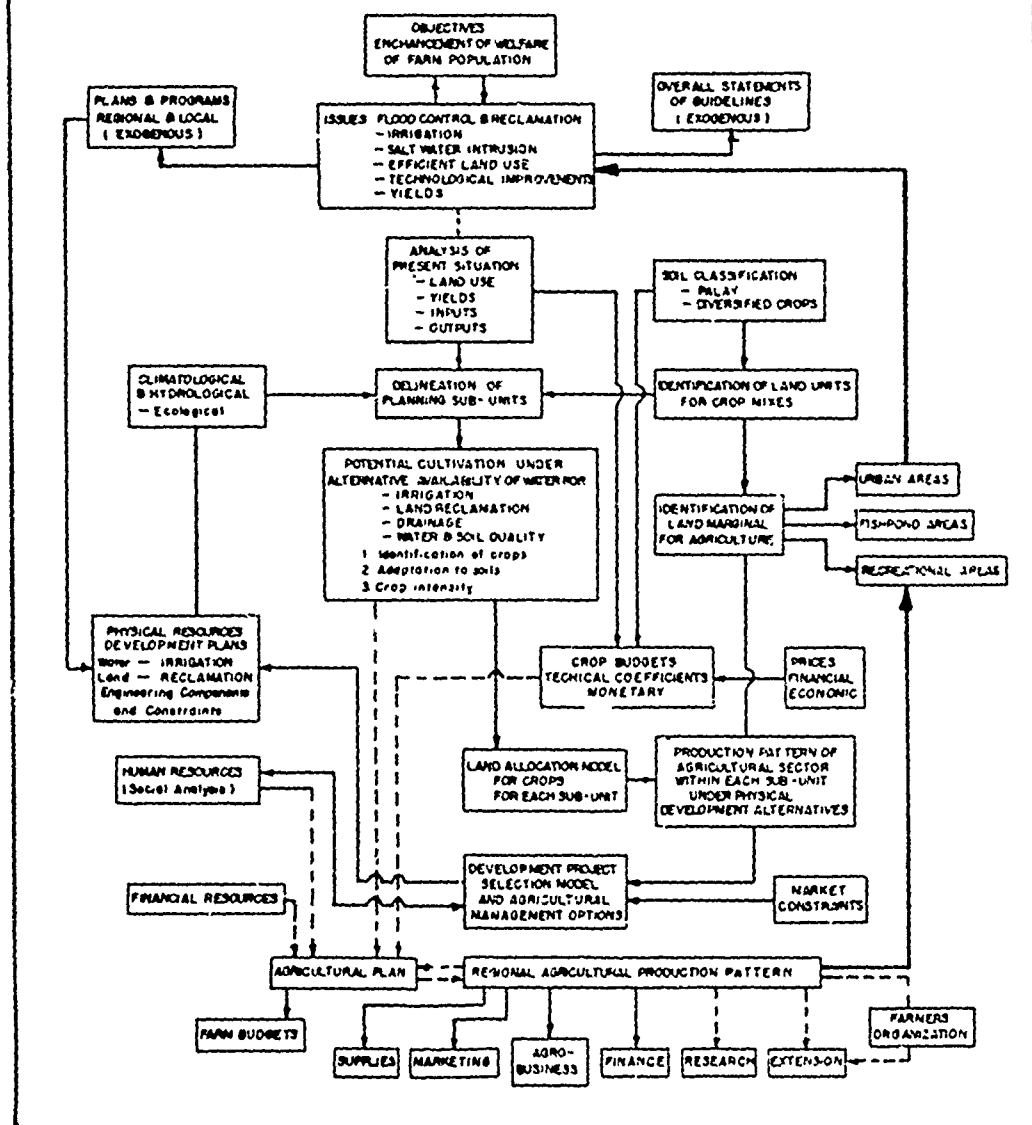 OBJECTIVES
ENCHANCEMENT OF WELFARE
OF FARM POPULATION
PLANS & PROGRAMS
REGIONAL & LOCAL
( EXOGENOUS )
OVERALL STATEMENTS
OF GUIDELINES
( EXOGENOUS )
ISSUES FLOOD CONTROL & RECLAMATION
— IRRIGATION
— SALT WATER INTRUSION
— EFFICIENT LAND USE
— TECHNOLOGICAL IMPROVEMENTS
— YIELDS
ANALYSIS OF
PRESENT SITUATION
— LAND USE
— YIELDS
— INPUTS
— OUTPUTS
SOIL CLASSIFICATION
— PALAY
— DIVERSIFIED CROPS
CLIMATOLOGICAL
& HYDROLOGICAL
— Ecological
DELINEATION OF
PLANNING SUB-UNITS
IDENTIFICATION OF LAND UNITS
FOR CROP MIXES
POTENTIAL CULTIVATION UNDER
ALTERNATIVE AVAILABILITY OF WATER FOR
— IRRIGATION
— LAND RECLAMATION
— DRAINAGE
— WATER & SOIL QUALITY
1. Identification of crops
2. Adaptation to soils
3. Crop intensity
IDENTIFICATION OF
LAND MARGINAL
FOR AGRICULTURE
URBAN AREAS
FISHPOND AREAS
RECREATIONAL AREAS
PHYSICAL RESOURCES
DEVELOPMENT PLANS
Water — IRRIGATION
Land — RECLAMATION
Engineering Components
and Constraints
CROP BUDGETS
TECHICAL COEFFICIENTS
MONETARY
PRICES
FINANCIAL
ECONOMIC
HUMAN RESOURCES
(Social Analysis)
LAND ALLOCATION MODEL
FOR CROPS
FOR EACH SUB-UNIT
PRODUCTION PATTERN OF
AGRICULTURAL SECTOR
WITHIN EACH SUB-UNIT
UNDER PHYSICAL
DEVELOPMENT ALTERNATIVES
FINANCIAL RESOURCES
DEVELOPMENT PROJECT
SELECTION MODEL
AND AGRICULTURAL
MANAGEMENT OPTIONS
MARKET
CONSTRAINTS
AGRICULTURAL PLAN
REGIONAL AGRICULTURAL PRODUCTION PATTERN
FARM BUDGETS
FARMERS
ORGANIZATION
SUPPLIES
MARKETING
AGRO-
BUSINESS
FINANCE
RESEARCH
EXTENSION